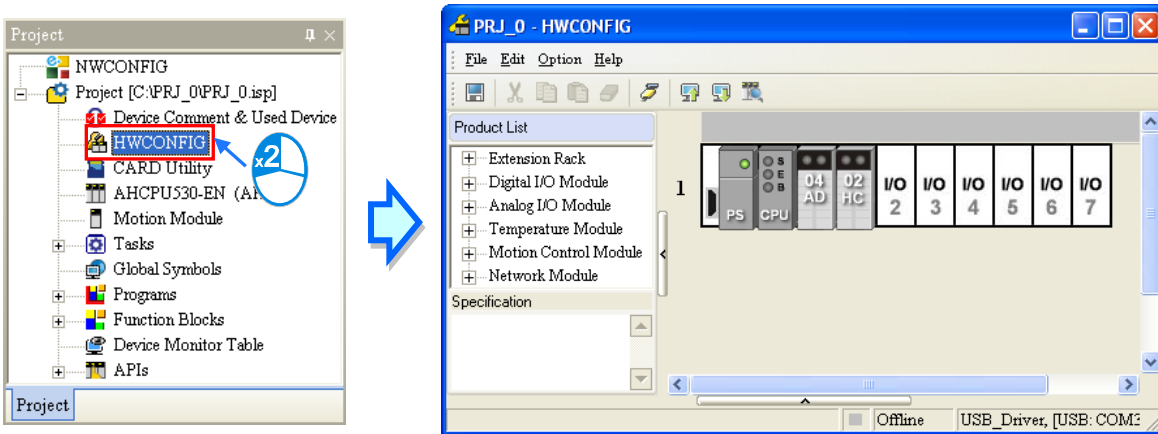 Project
NWCONFIG
Project [C:\PRJ_0\PRJ_0.isp]
Device Comment & Used Device
HWCONFIG
x2
CARD Utility
AHCPU530-EN (AH
Motion Module
Tasks
Global Symbols
Programs
Function Blocks
Device Monitor Table
APIs
Project
PRJ_0 - HWCONFIG
File Edit Option Help
Product List
Extension Rack
Digital I/O Module
Analog I/O Module
Temperature Module
Motion Control Module
Network Module
Specification
1
PS
S
E
B
CPU
04
AD
02
HC
I/O
2
I/O
3
I/O
4
I/O
5
I/O
6
I/O
7
Offline
USB_Driver, [USB: COM3